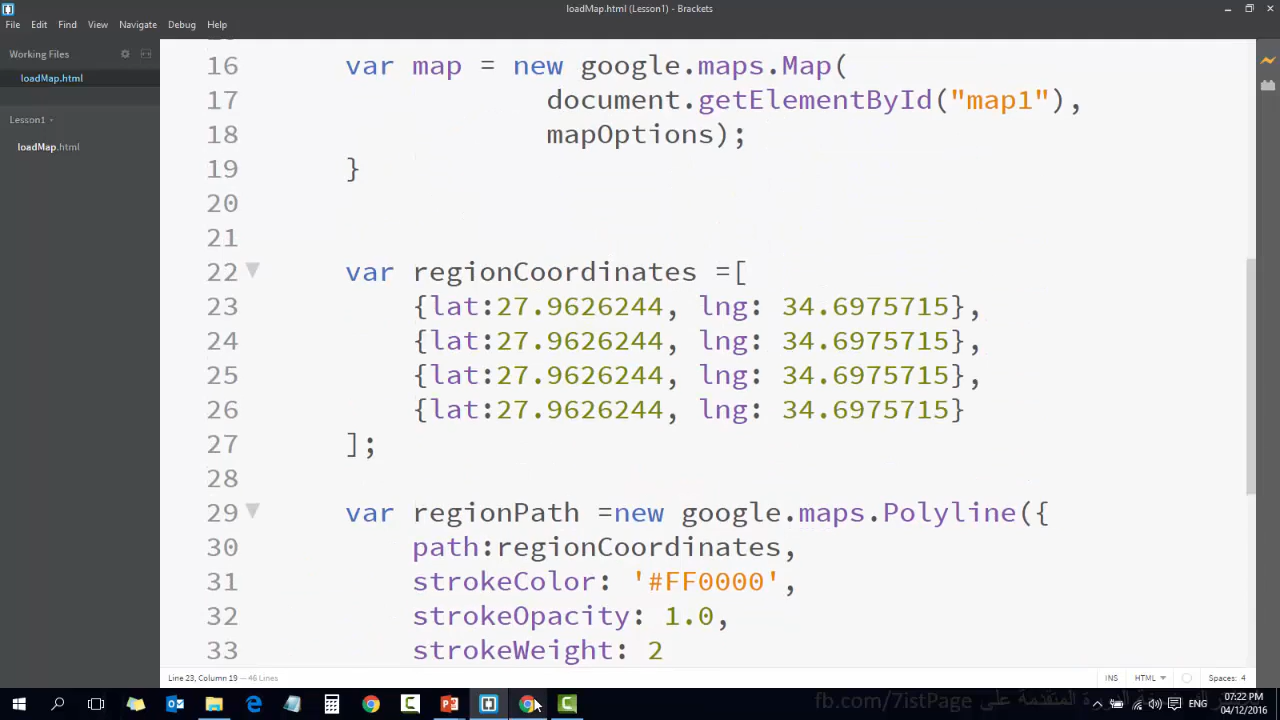 loadMap.html (Lesson1) - Brackets
File Edit Find View Navigate Debug Help
Working Files
loadMap.html
Lesson1
loadMap.html
16 var map = new google.maps.Map(
17 document.getElementById("map1"),
18 mapOptions);
19 }
20
21
22 var regionCoordinates =[
23 {lat:27.9626244, lng: 34.6975715},
24 {lat:27.9626244, lng: 34.6975715},
25 {lat:27.9626244, lng: 34.6975715},
26 {lat:27.9626244, lng: 34.6975715}
27 ];
28
29 var regionPath =new google.maps.Polyline({
30 path:regionCoordinates,
31 strokeColor: '#FF0000',
32 strokeOpacity: 1.0,
33 strokeWeight: 2
Line 23, Column 19 — 46 Lines
INS HTML Spaces: 4
fb.com/7istPage على
ENG
07:22 PM
04/12/2016